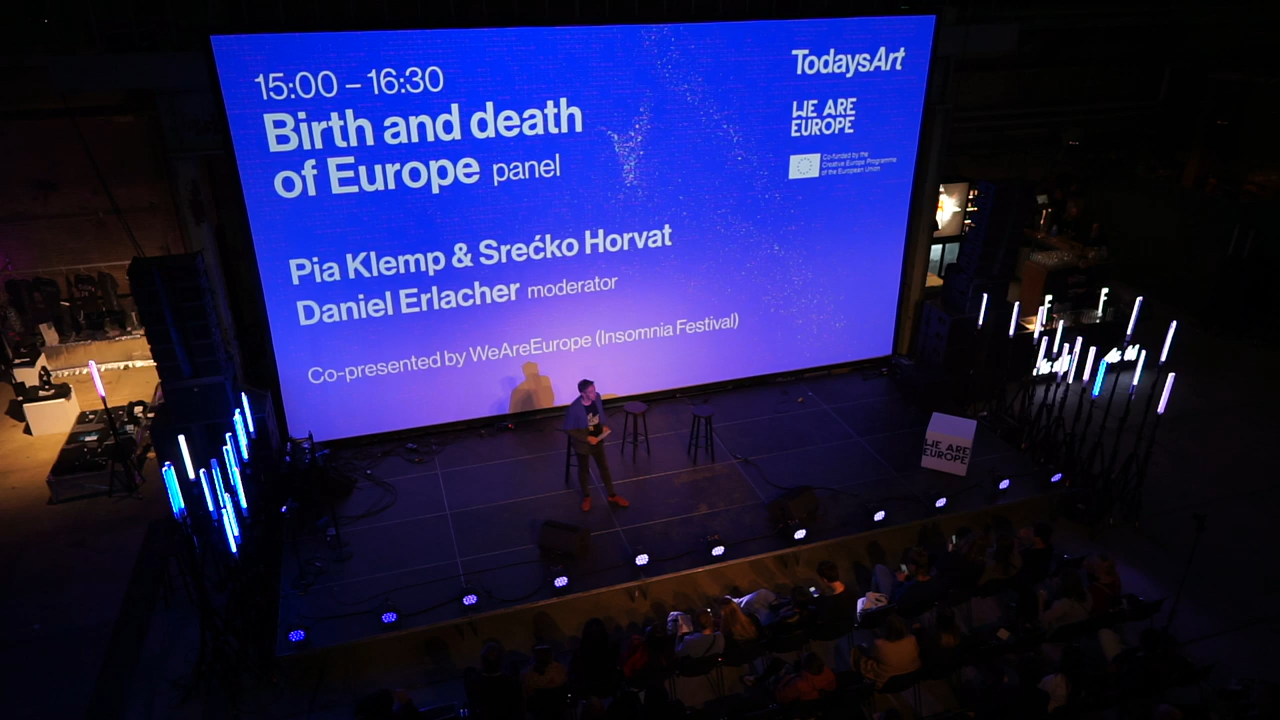 15:00 – 16:30
Birth and death
of Europe panel
Pia Klemp & Srećko Horvat
Daniel Erlacher moderator
Co-presented by WeAreEurope (Insomnia Festival)
TodaysArt
WE ARE
EUROPE
Co-funded by the
Creative Europe Programme
of the European Union
WE ARE
EUROPE